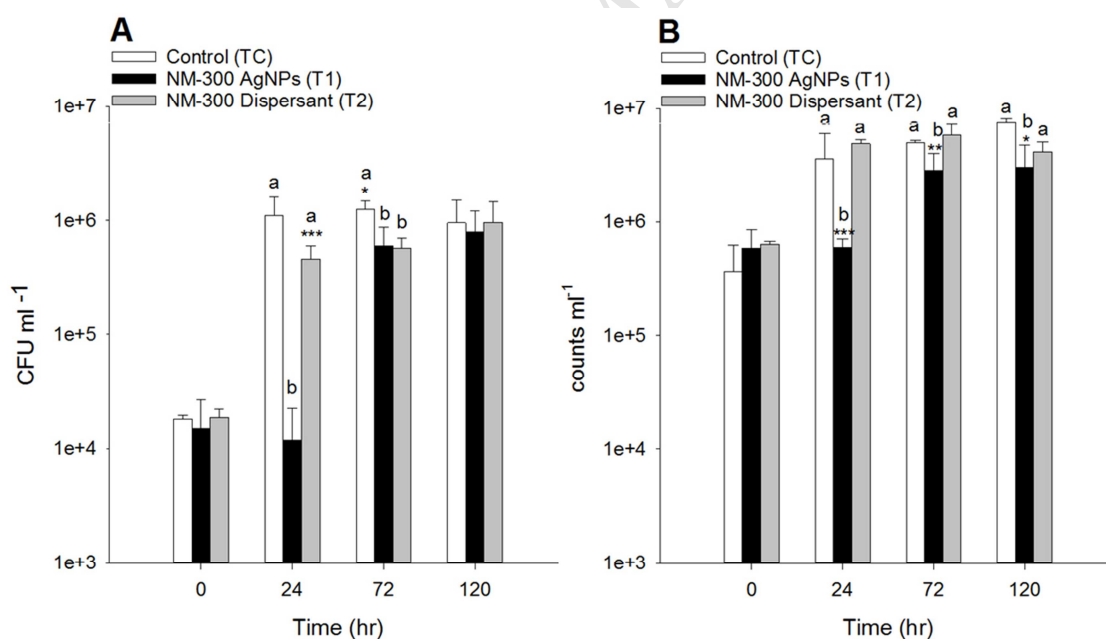 A
Control (TC)
NM-300 AgNPs (T1)
NM-300 Dispersant (T2)
1e+7
1e+6
1e+5
1e+4
1e+3
CFU ml -1
a
a
***
b
a
*
b
b
0
24
72
120
Time (hr)
B
Control (TC)
NM-300 AgNPs (T1)
NM-300 Dispersant (T2)
1e+7
1e+6
1e+5
1e+4
1e+3
counts ml-1
a
a
b
***
a
b
**
a
a
b
*
a
0
24
72
120
Time (hr)